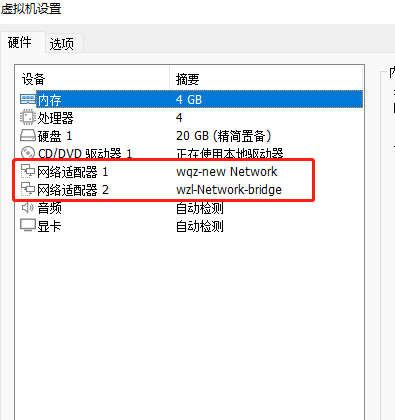 虚拟机设置
硬件 选项
设备 摘要
内存 4 GB
处理器 4
硬盘 1 20 GB (精简置备)
CD/DVD 驱动器 1 正在使用本地驱动器
网络适配器 1 wqz-new Network
网络适配器 2 wzl-Network-bridge
音频 自动检测
显卡 自动检测